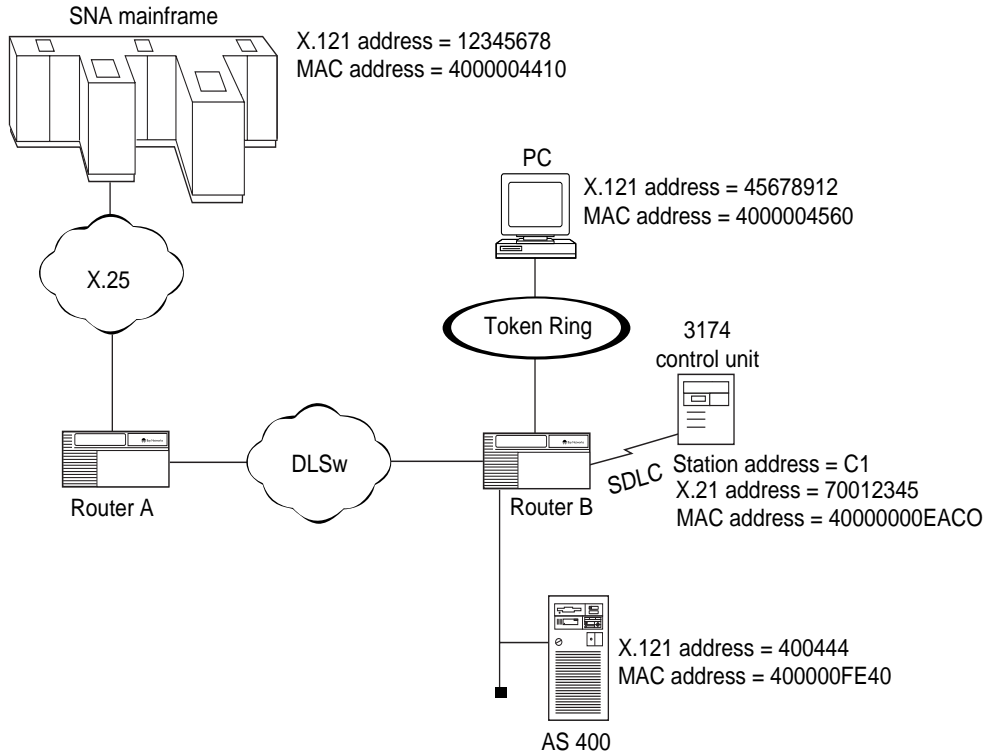 SNA mainframe
X.121 address = 12345678
MAC address = 4000004410
PC
X.121 address = 45678912
MAC address = 4000004560
X.25
Token Ring
3174
control unit
DLSw
SDLC
Station address = C1
X.21 address = 70012345
MAC address = 40000000EACO
Router A
Router B
X.121 address = 400444
MAC address = 400000FE40
AS 400